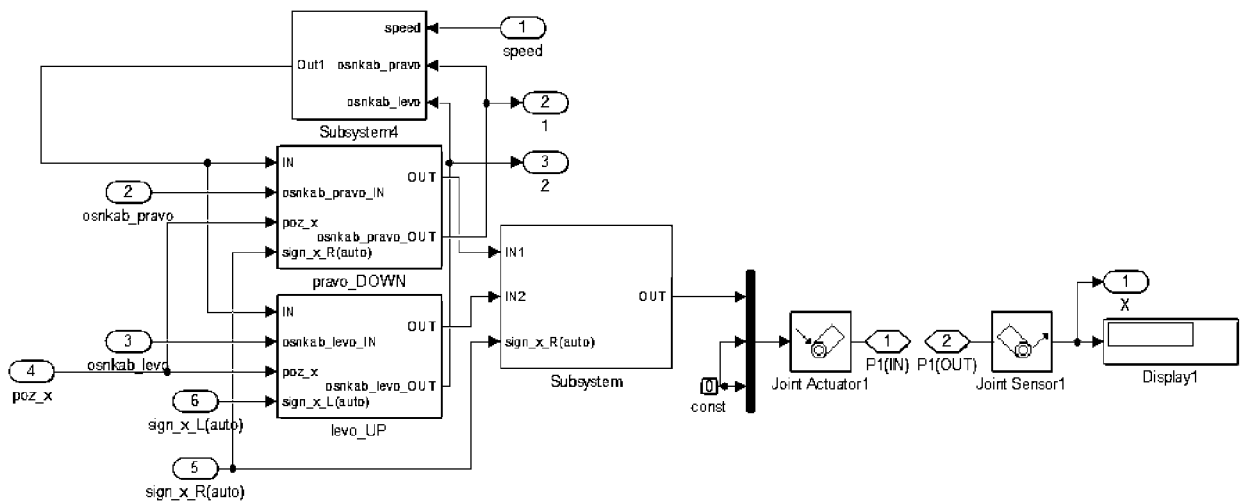 speed
Out1
osnkab_pravo
osnkab_levo
Subsystem4
1
speed
2
1
3
2
IN
OUT
osnkab_pravo_IN
poz_x
osnkab_pravo_OUT
sign_x_R(auto)
pravo_DOWN
2
osnkab_pravo
IN
OUT
osnkab_levo_IN
poz_x
osnkab_levo_OUT
sign_x_L(auto)
levo_UP
3
osnkab_levo
4
poz_x
6
sign_x_L(auto)
5
sign_x_R(auto)
IN1
IN2
OUT
sign_x_R(auto)
Subsystem
0
const
Joint Actuator1
1
P1(IN)
2
P1(OUT)
Joint Sensor1
1
X
Display1